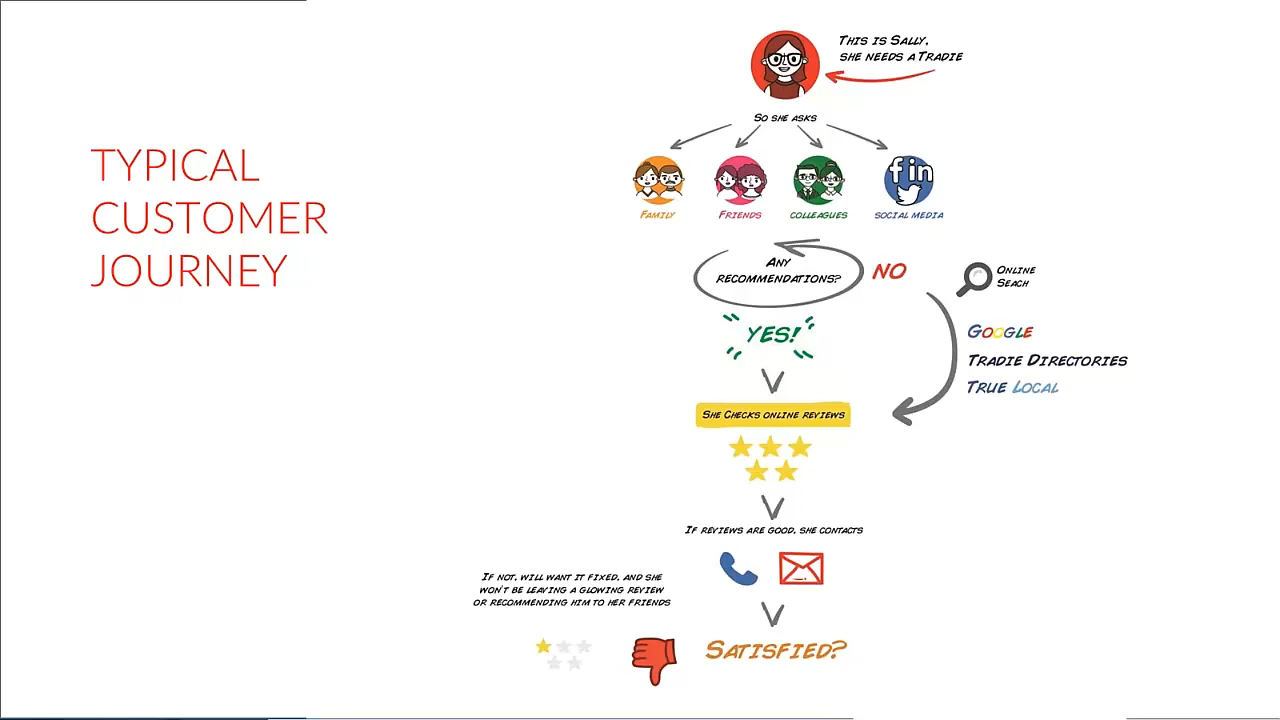 TYPICAL
CUSTOMER
JOURNEY
This is Sally,
she needs a Tradie
So she asks
Family
Friends
colleagues
social media
f in
Any
recommendations?
NO
Online
Seach
Yes!
Google
Tradie Directories
True Local
She Checks online reviews
If reviews are good, she contacts
If not, will want it fixed, and she
won't be leaving a glowing review
or recommending him to her friends
Satisfied?